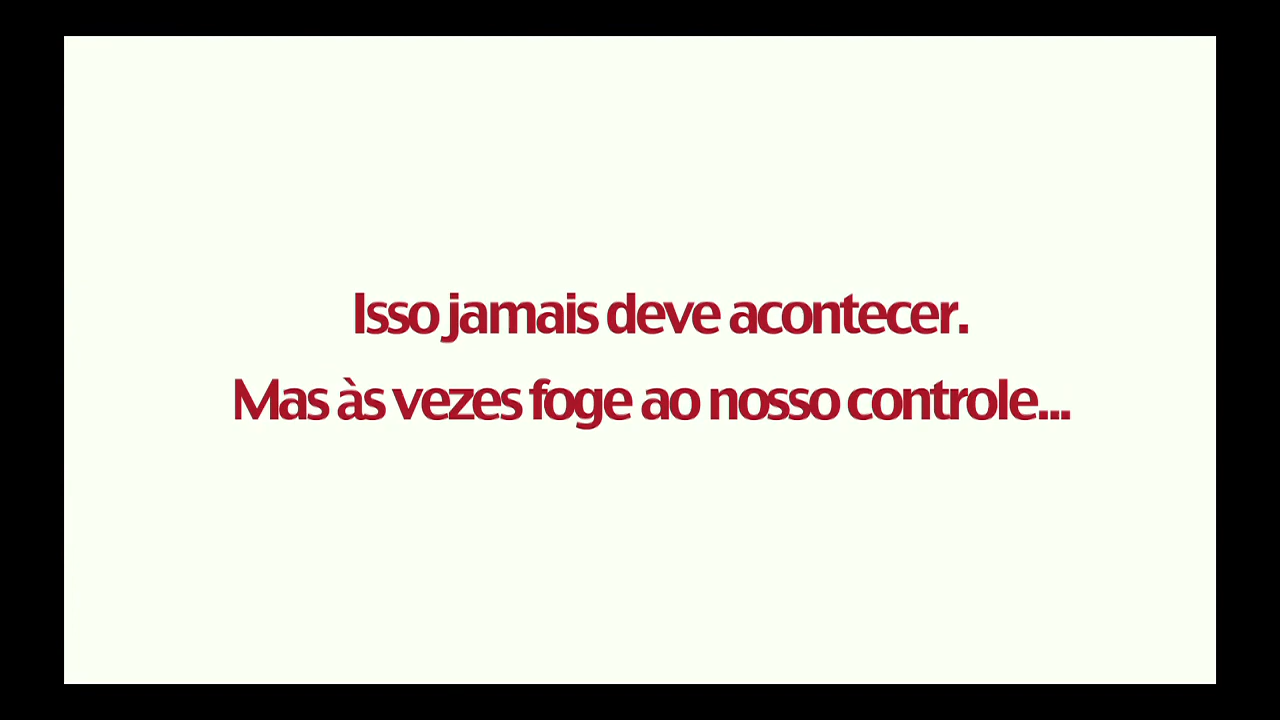 Isso jamais deve acontecer.
Mas às vezes foge ao nosso controle...